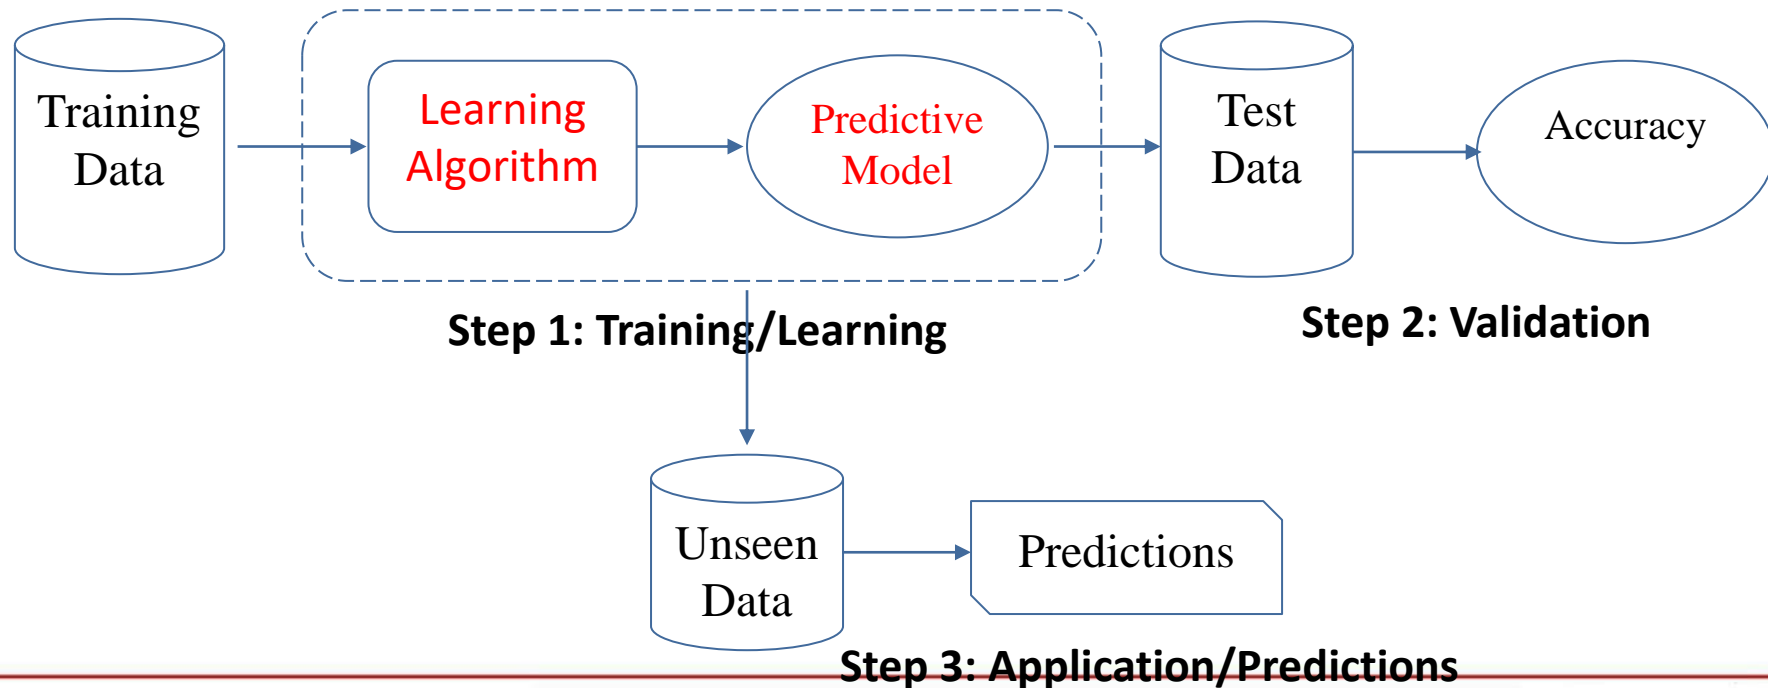 Training
Data
Learning
Algorithm
Predictive
Model
Test
Data
Accuracy
Step 1: Training/Learning
Step 2: Validation
Unseen
Data
Predictions
Step 3: Application/Predictions